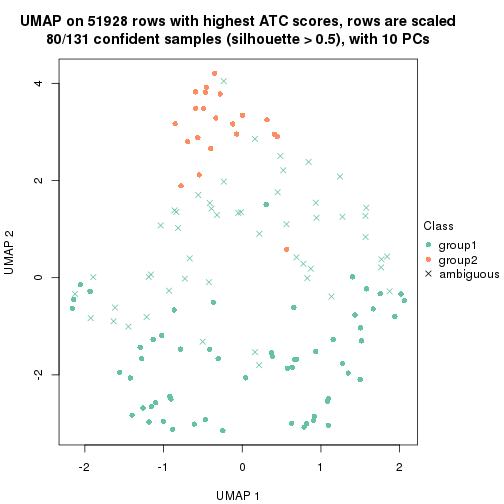 UMAP on 51928 rows with highest ATC scores, rows are scaled
80/131 confident samples (silhouette > 0.5), with 10 PCs
4
2
0
-2
UMAP 2
-2
-1
0
1
2
UMAP 1
Class
group1
group2
ambiguous